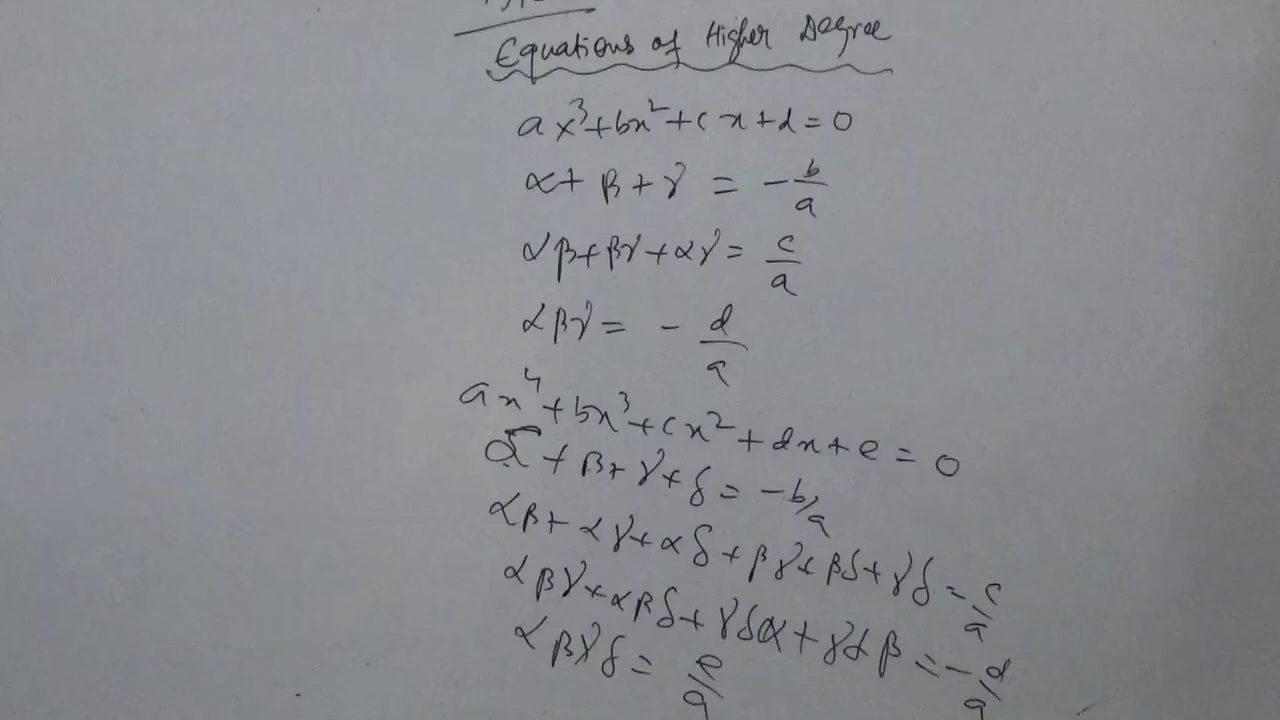 Equations of Higher Degree
ax³+bx²+cx+d=0
α+β+γ = -b/a
αβ+βγ+αγ= c/a
αβγ= - d/a
ax⁴+bx³+cx²+dx+e=0
α+β+γ+δ= -b/a
αβ+αγ+αδ+βγ+βδ+γδ=c/a
αβγ+αβδ+γδα+γδβ=-d/a
αβγδ= e/a